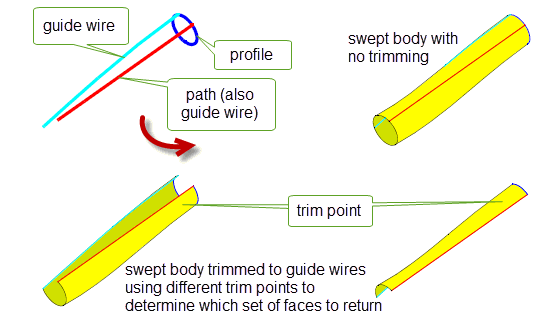 guide wire
profile
path (also
guide wire)
swept body with
no trimming
trim point
swept body trimmed to guide wires
using different trim points to
determine which set of faces to return